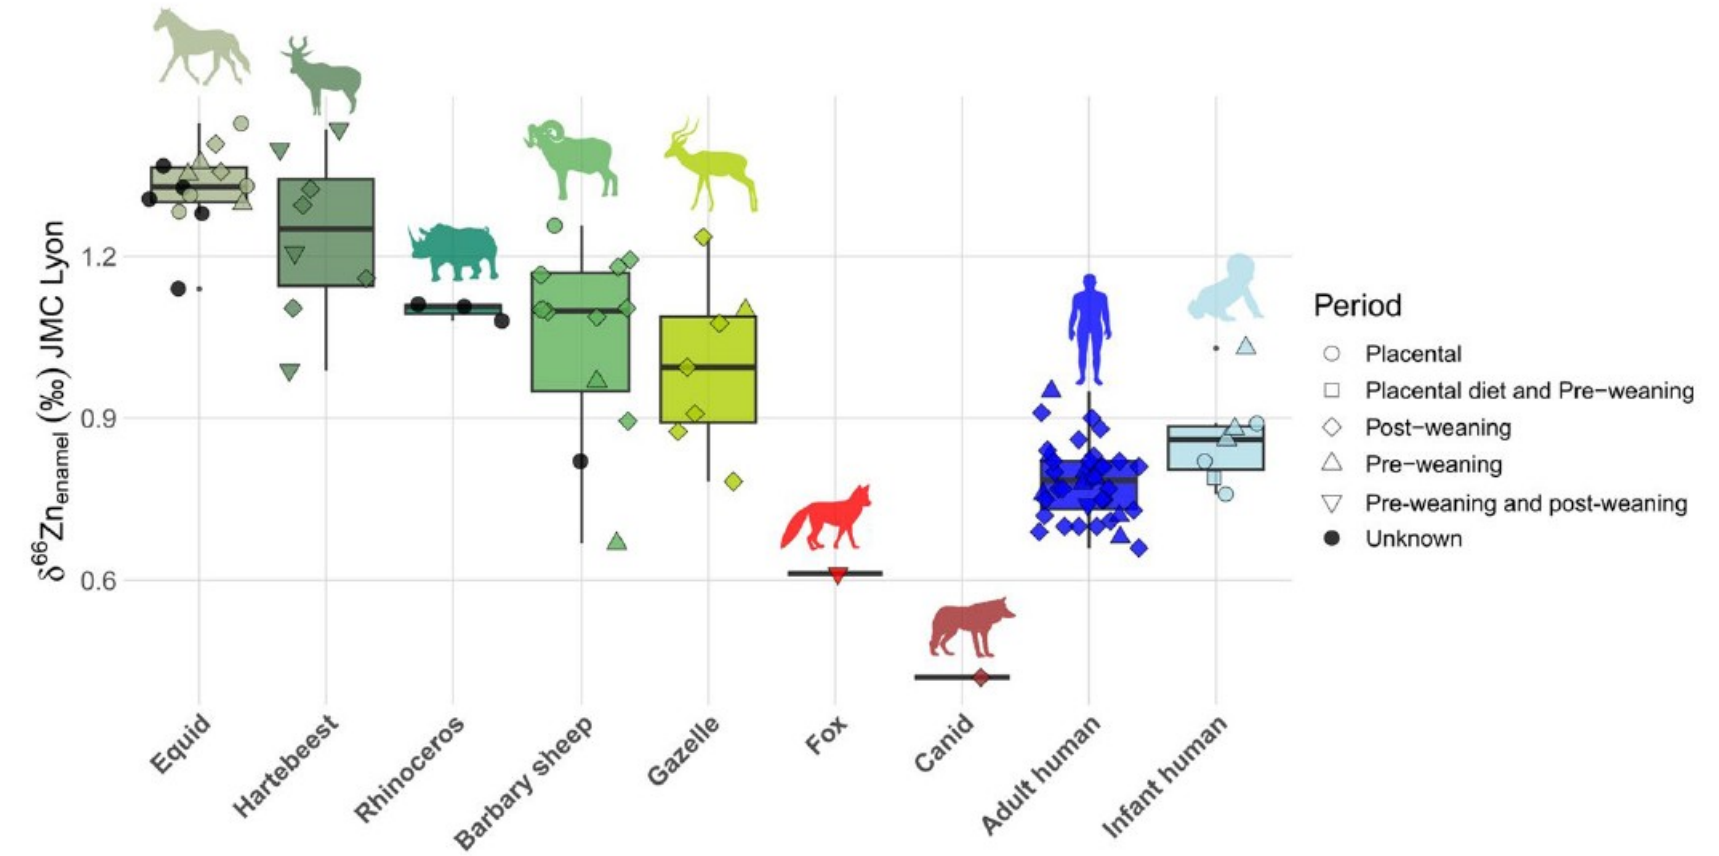 δ66Znenamel (‰) JMC Lyon
1.2
0.9
0.6
Equid
Hartebeest
Rhinoceros
Barbary sheep
Gazelle
Fox
Canid
Adult human
Infant human
Period
Placental
Placental diet and Pre−weaning
Post−weaning
Pre−weaning
Pre-weaning and post-weaning
Unknown